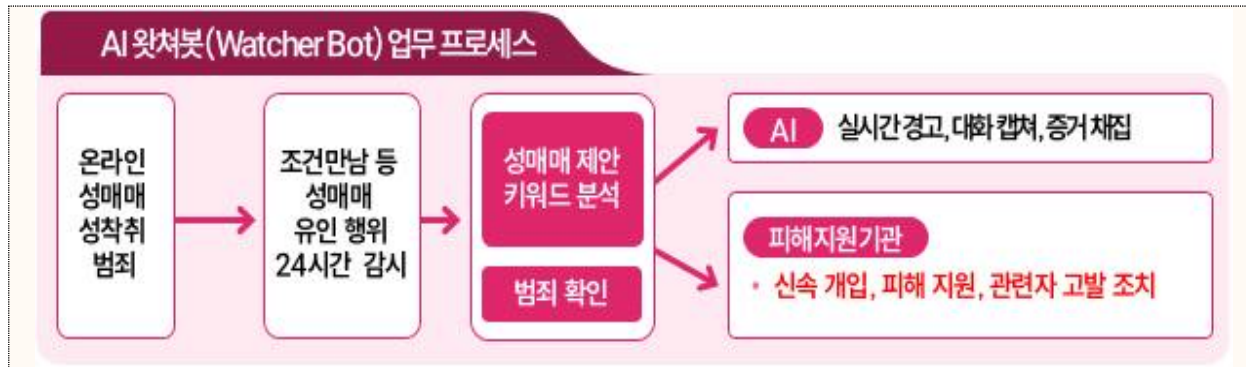 AI 왓쳐봇(Watcher Bot) 업무 프로세스
온라인
성매매
성착취
범죄
조건만남 등
성매매
유인 행위
24시간 감시
성매매 제안
키워드 분석
범죄 확인
AI 실시간 경고, 대화 캡쳐, 증거 채집
피해지원기관
• 신속 개입, 피해 지원, 관련자 고발 조치